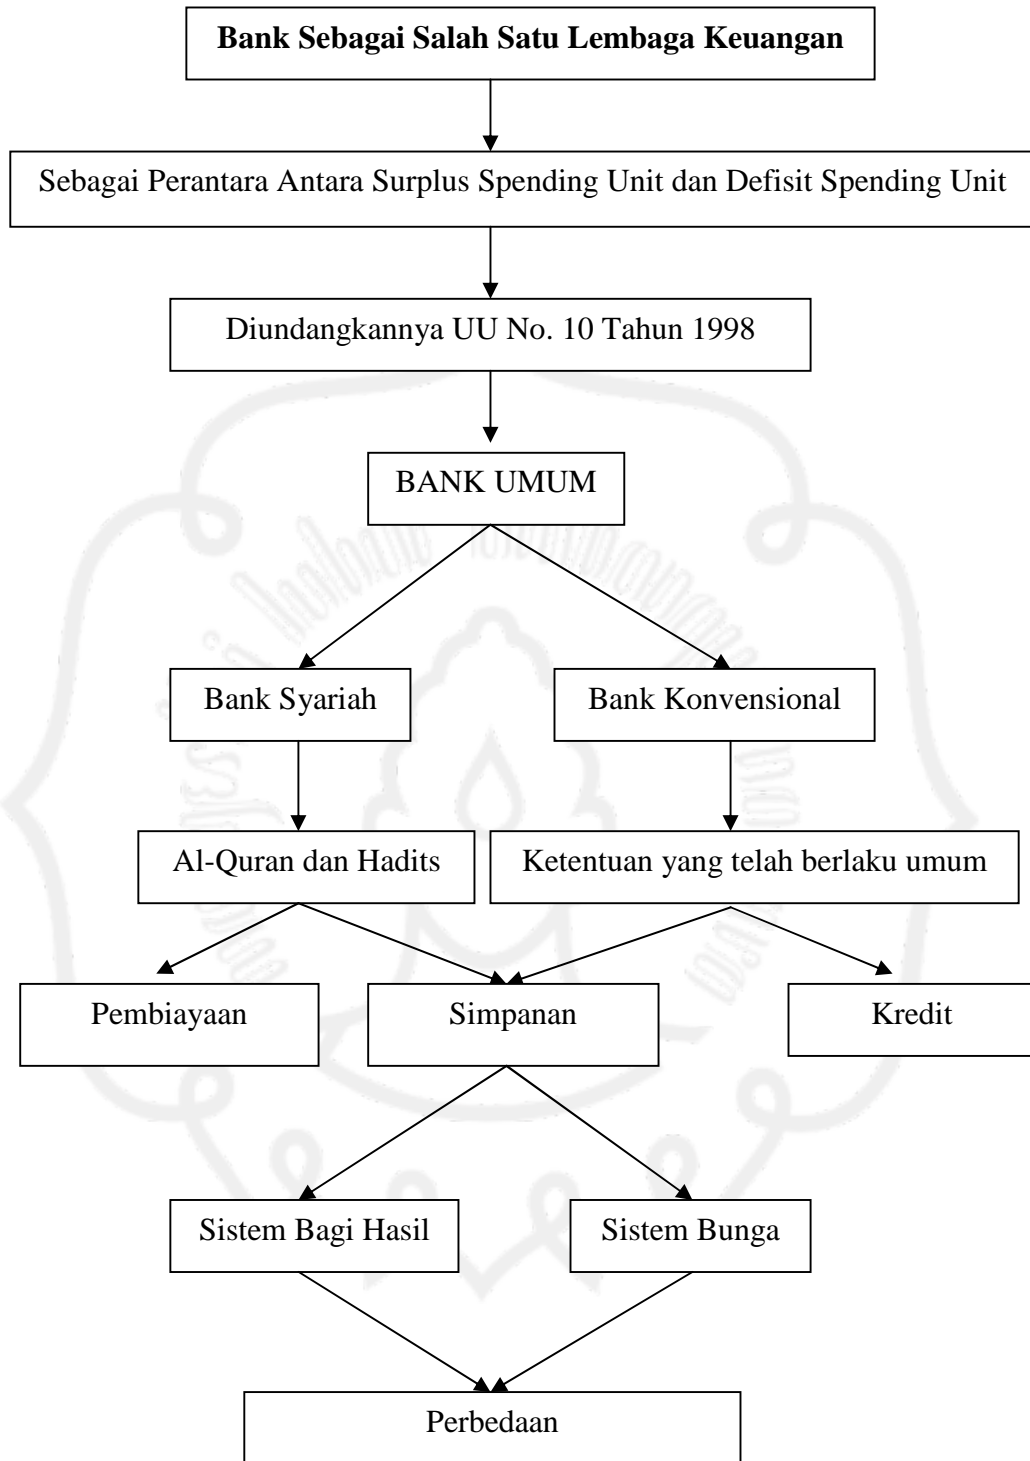 Bank Sebagai Salah Satu Lembaga Keuangan
Sebagai Perantara Antara Surplus Spending Unit dan Defisit Spending Unit
Diundangkannya UU No. 10 Tahun 1998
BANK UMUM
Bank Syariah
Bank Konvensional
Al-Quran dan Hadits
Ketentuan yang telah berlaku umum
Pembiayaan
Simpanan
Kredit
Sistem Bagi Hasil
Sistem Bunga
Perbedaan